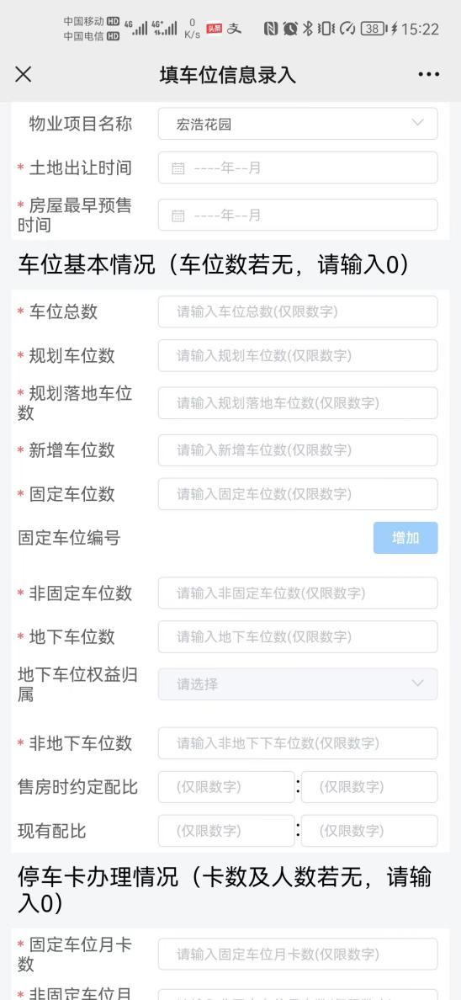 中国移动 HD 4G 4G+ 0 K/s 头条 支 38 15:22
中国电信 HD
填车位信息录入
物业项目名称 宏浩花园
* 土地出让时间 ----年--月
* 房屋最早预售
时间 ----年--月
车位基本情况（车位数若无，请输入0）
* 车位总数 请输入车位总数(仅限数字)
* 规划车位数 请输入规划车位数(仅限数字)
* 规划落地车位
数 请输入规划落地车位数(仅限数字)
* 新增车位数 请输入新增车位数(仅限数字)
* 固定车位数 请输入固定车位数(仅限数字)
固定车位编号 增加
* 非固定车位数 请输入非固定车位数(仅限数字)
* 地下车位数 请输入地下车位数(仅限数字)
地下车位权益归
属 请选择
* 非地下车位数 请输入非地下下车位数(仅限数字)
售房时约定配比 (仅限数字) : (仅限数字)
现有配比 (仅限数字) : (仅限数字)
停车卡办理情况（卡数及人数若无，请输
入0）
* 固定车位月卡
数 请输入固定车位月卡数(仅限数字)
* 非固定车位月